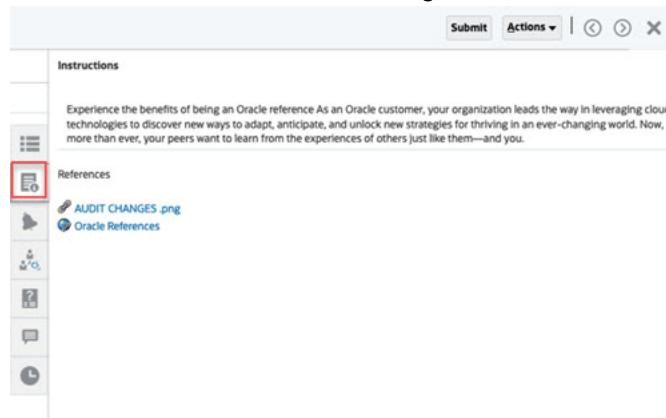 Submit Actions
Instructions
Experience the benefits of being an Oracle reference As an Oracle customer, your organization leads the way in leveraging clou
technologies to discover new ways to adapt, anticipate, and unlock new strategies for thriving in an ever-changing world. Now,
more than ever, your peers want to learn from the experiences of others just like them—and you.
References
AUDIT CHANGES .png
Oracle References